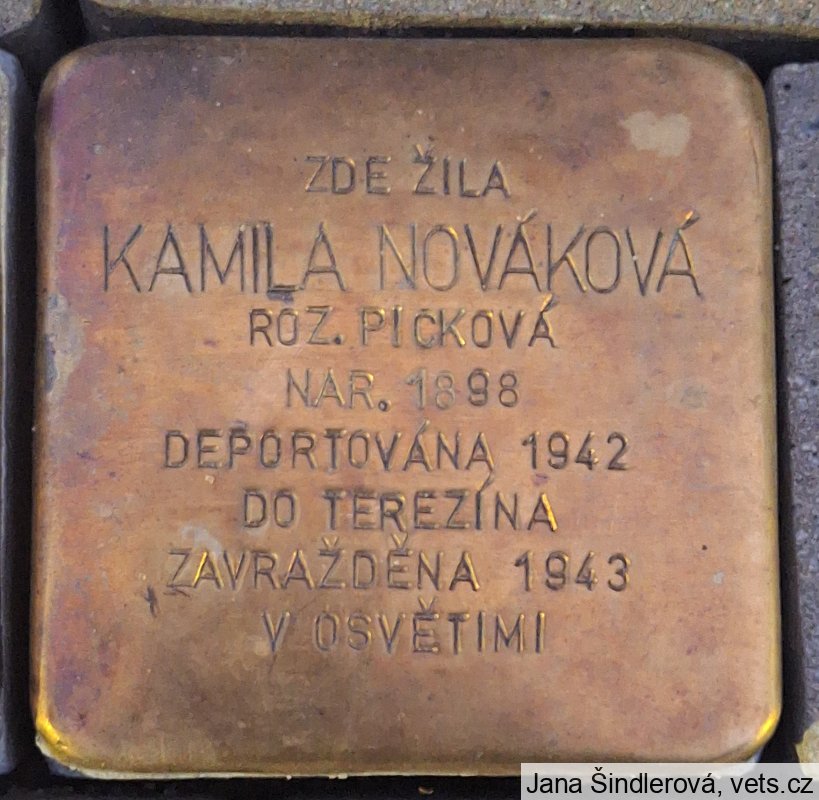 ZDE ŽILA
KAMILA NOVÁKOVÁ
ROZ. PICKOVÁ
NAR. 1898
DEPORTOVÁNA 1942
DO TEREZÍNA
ZAVRAŽDĚNA 1943
V OSVĚTIMI
Jana Šindlerová, vets.cz